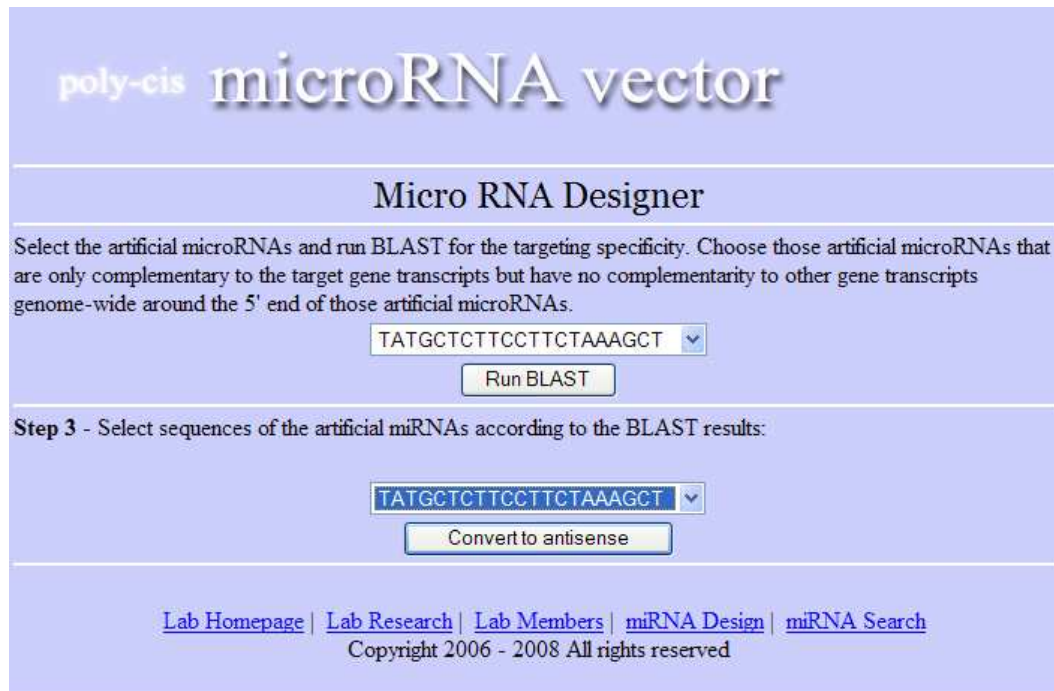 poly-cis microRNA vector
Micro RNA Designer
Select the artificial microRNAs and run BLAST for the targeting specificity. Choose those artificial microRNAs that
are only complementary to the target gene transcripts but have no complementarity to other gene transcripts
genome-wide around the 5' end of those artificial microRNAs.
TATGCTCTTCCTTCTAAAGCT
Run BLAST
Step 3 - Select sequences of the artificial miRNAs according to the BLAST results:
TATGCTCTTCCTTCTAAAGCT
Convert to antisense
Lab Homepage | Lab Research | Lab Members | miRNA Design | miRNA Search
Copyright 2006 - 2008 All rights reserved